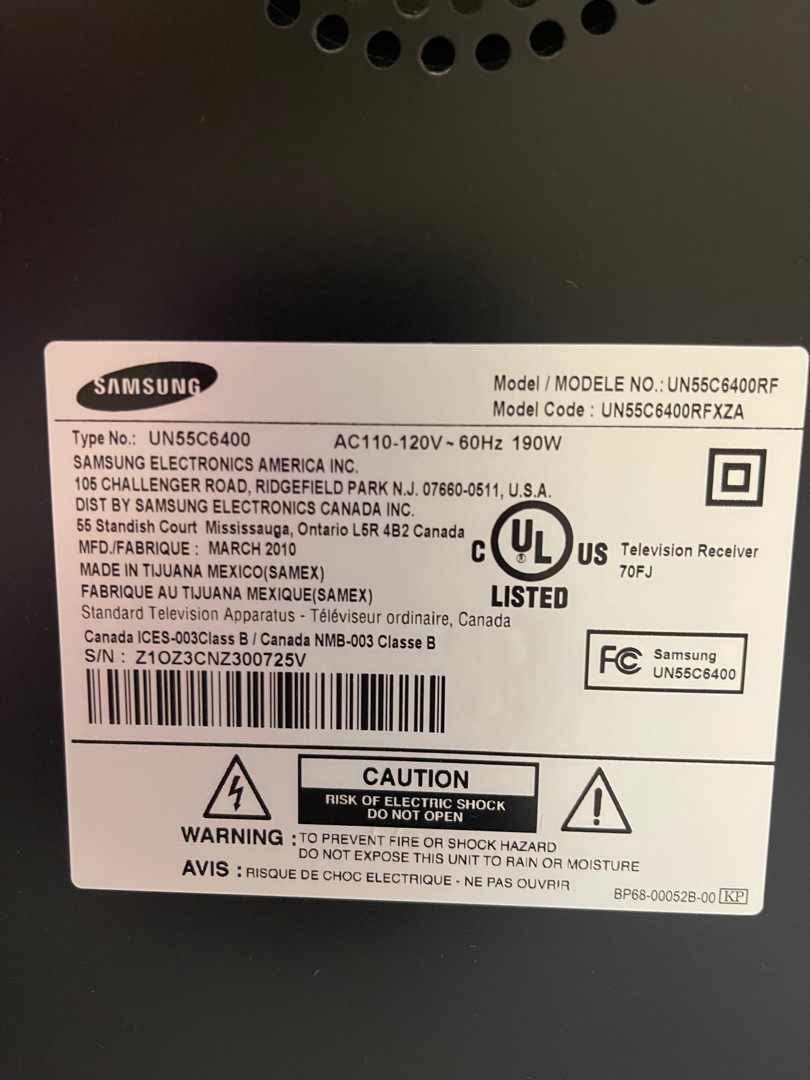 SAMSUNG
Model / MODELE NO.: UN55C6400RF
Model Code : UN55C6400RFXZA
Type No.: UN55C6400 AC110-120V~60Hz 190W
SAMSUNG ELECTRONICS AMERICA INC.
105 CHALLENGER ROAD, RIDGEFIELD PARK N.J. 07660-0511, U.S.A.
DIST BY SAMSUNG ELECTRONICS CANADA INC.
55 Standish Court Mississauga, Ontario L5R 4B2 Canada
MFD./FABRIQUE : MARCH 2010
MADE IN TIJUANA MEXICO(SAMEX)
FABRIQUE AU TIJUANA MEXIQUE(SAMEX)
Standard Television Apparatus - Téléviseur ordinaire, Canada
Canada ICES-003Class B / Canada NMB-003 Classe B
S/N : Z1OZ3CNZ300725V
C UL ® US
LISTED
Television Receiver
70FJ
FC Samsung
UN55C6400
CAUTION
RISK OF ELECTRIC SHOCK
DO NOT OPEN
WARNING : TO PREVENT FIRE OR SHOCK HAZARD
DO NOT EXPOSE THIS UNIT TO RAIN OR MOISTURE
AVIS : RISQUE DE CHOC ELECTRIQUE - NE PAS OUVRIR
BP68-00052B-00 KP